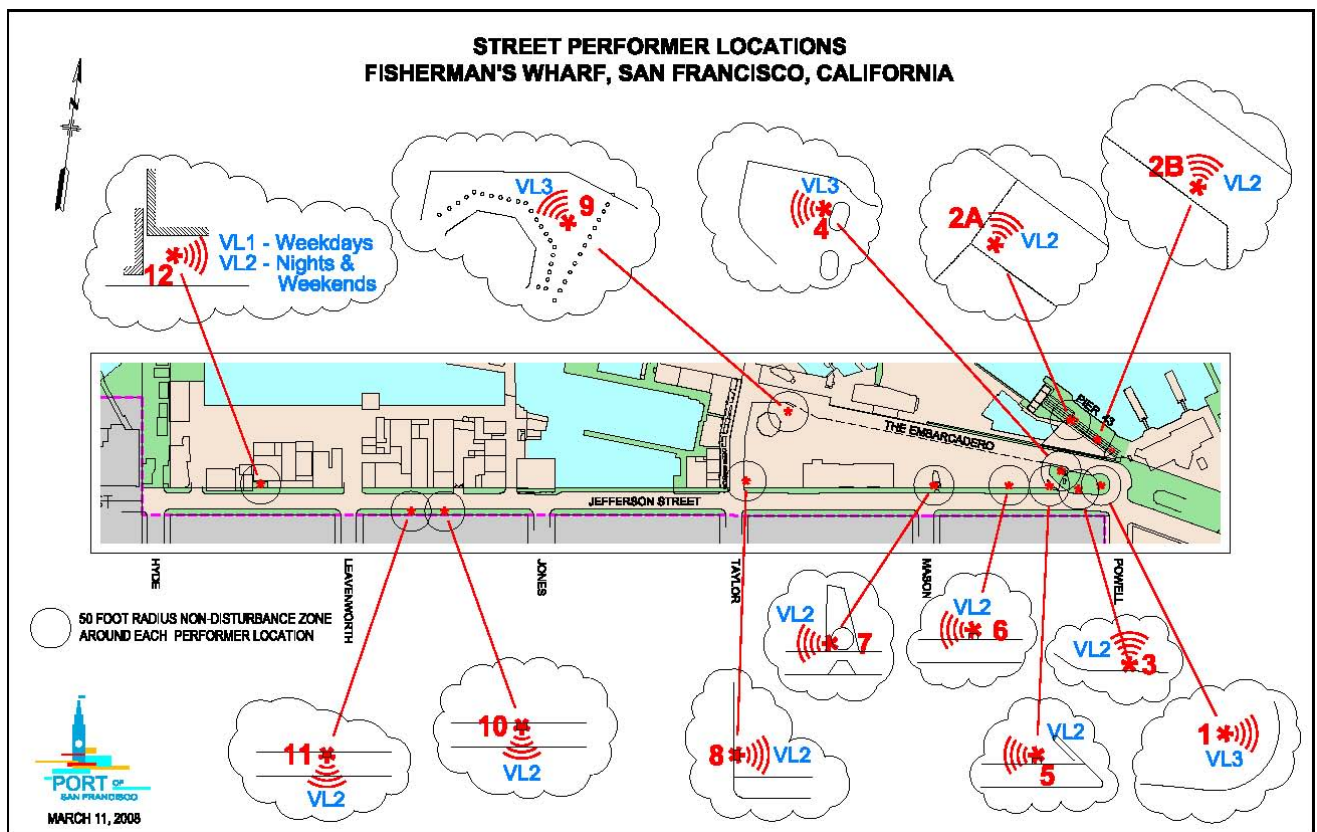 STREET PERFORMER LOCATIONS
FISHERMAN'S WHARF, SAN FRANCISCO, CALIFORNIA
N
VL1 - Weekdays
VL2 - Nights &
Weekends
12
VL3
9
VL3
4
2A
VL2
2B
VL2
PIER 43
THE EMBARCADERO
ST
JEFFERSON STREET
HYDE
LEAVENWORTH
JONES
TAYLOR
MASON
POWELL
50 FOOT RADIUS NON-DISTURBANCE ZONE
AROUND EACH PERFORMER LOCATION
VL2
7
VL2
6
VL2
3
11
VL2
10
VL2
8
VL2
VL2
5
1
VL3
PORT OF
SAN FRANCISCO
MARCH 11, 2008